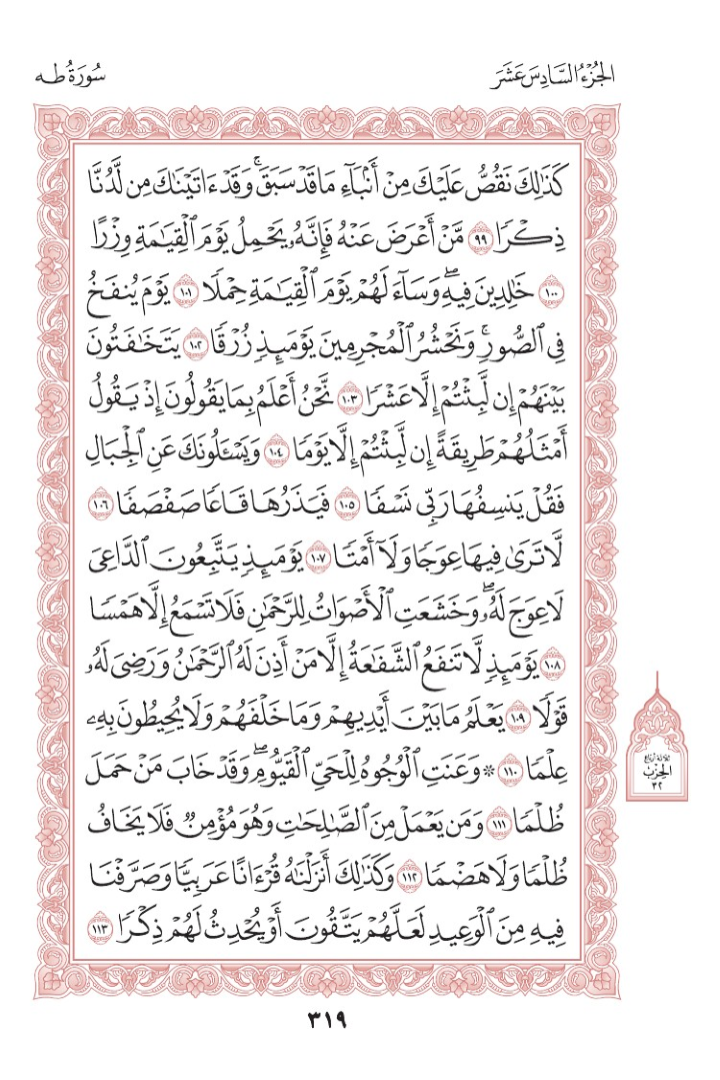 الجُزْءُ السَّادِسَ عَشَرَ
سُورَةُ طه
كَذَٰلِكَ نَقُصُّ عَلَيْكَ مِنْ أَنۢبَآءِ مَا قَدۡ سَبَقَۚ وَقَدۡ ءَاتَيۡنَٰكَ مِن لَّدُنَّا
ذِكۡرٗا ٩٩ مَّنۡ أَعۡرَضَ عَنۡهُ فَإِنَّهُۥ يَحۡمِلُ يَوۡمَ ٱلۡقِيَٰمَةِ وِزۡرًا
١٠٠ خَٰلِدِينَ فِيهِۖ وَسَآءَ لَهُمۡ يَوۡمَ ٱلۡقِيَٰمَةِ حِمۡلٗا ١٠١ يَوۡمَ يُنفَخُ
فِي ٱلصُّورِۚ وَنَحۡشُرُ ٱلۡمُجۡرِمِينَ يَوۡمَئِذٖ زُرۡقٗا ١٠٢ يَتَخَٰفَتُونَ
بَيۡنَهُمۡ إِن لَّبِثۡتُمۡ إِلَّا عَشۡرٗا ١٠٣ نَّحۡنُ أَعۡلَمُ بِمَا يَقُولُونَ إِذۡ يَقُولُ
أَمۡثَلُهُمۡ طَرِيقَةً إِن لَّبِثۡتُمۡ إِلَّا يَوۡمٗا ١٠٤ وَيَسۡـَٔلُونَكَ عَنِ ٱلۡجِبَالِ
فَقُلۡ يَنسِفُهَا رَبِّي نَسۡفٗا ١٠٥ فَيَذَرُهَا قَاعٗا صَفۡصَفٗا ١٠٦
لَّا تَرَىٰ فِيهَا عِوَجٗا وَلَآ أَمۡتٗا ١٠٧ يَوۡمَئِذٖ يَتَّبِعُونَ ٱلدَّاعِيَ
لَا عِوَجَ لَهُۥۖ وَخَشَعَتِ ٱلۡأَصۡوَاتُ لِلرَّحۡمَٰنِ فَلَا تَسۡمَعُ إِلَّا هَمۡسٗا
١٠٨ يَوۡمَئِذٖ لَّا تَنفَعُ ٱلشَّفَٰعَةُ إِلَّا مَنۡ أَذِنَ لَهُ ٱلرَّحۡمَٰنُ وَرَضِيَ لَهُۥ
قَوۡلٗا ١٠٩ يَعۡلَمُ مَا بَيۡنَ أَيۡدِيهِمۡ وَمَا خَلۡفَهُمۡ وَلَا يُحِيطُونَ بِهِۦ
عِلۡمٗا ١١٠ ۞ وَعَنَتِ ٱلۡوُجُوهُ لِلۡحَيِّ ٱلۡقَيُّومِۖ وَقَدۡ خَابَ مَنۡ حَمَلَ
ظُلۡمٗا ١١١ وَمَن يَعۡمَلۡ مِنَ ٱلصَّٰلِحَٰتِ وَهُوَ مُؤۡمِنٞ فَلَا يَخَافُ
ظُلۡمٗا وَلَا هَضۡمٗا ١١٢ وَكَذَٰلِكَ أَنزَلۡنَٰهُ قُرۡءَانًا عَرَبِيّٗا وَصَرَّفۡنَا
فِيهِ مِنَ ٱلۡوَعِيدِ لَعَلَّهُمۡ يَتَّقُونَ أَوۡ يُحۡدِثُ لَهُمۡ ذِكۡرٗا ١١٣
ثلاثة أرباع
الحزب
٣٢
٣١٩